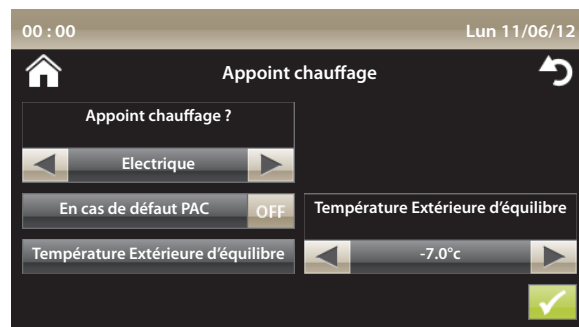 00 : 00
Lun 11/06/12
Appoint chauffage
Appoint chauffage ?
Electrique
En cas de défaut PAC
OFF
Température Extérieure d'équilibre
Température Extérieure d'équilibre
-7.0°c